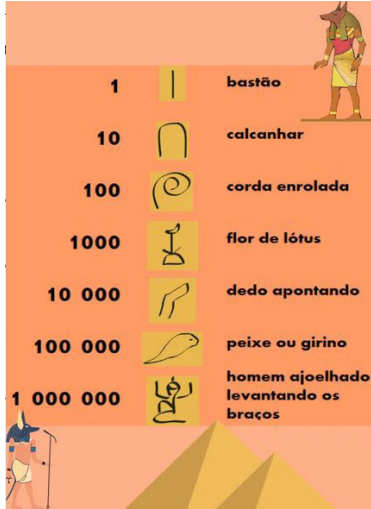 1 bastão
10 calcanhar
100 corda enrolada
1000 flor de lótus
10 000 dedo apontando
100 000 peixe ou girino
1 000 000 homem ajoelhado
levantando os
braços